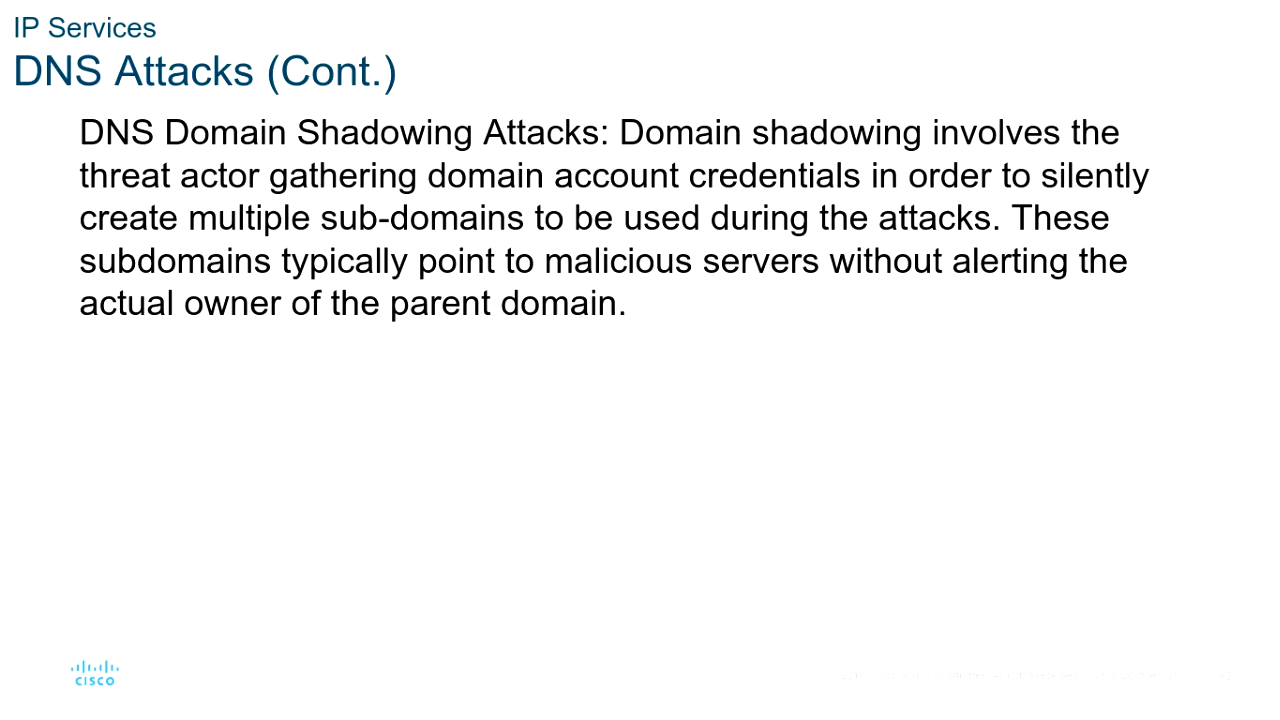 IP Services
DNS Attacks (Cont.)
DNS Domain Shadowing Attacks: Domain shadowing involves the
threat actor gathering domain account credentials in order to silently
create multiple sub-domains to be used during the attacks. These
subdomains typically point to malicious servers without alerting the
actual owner of the parent domain.
CISCO